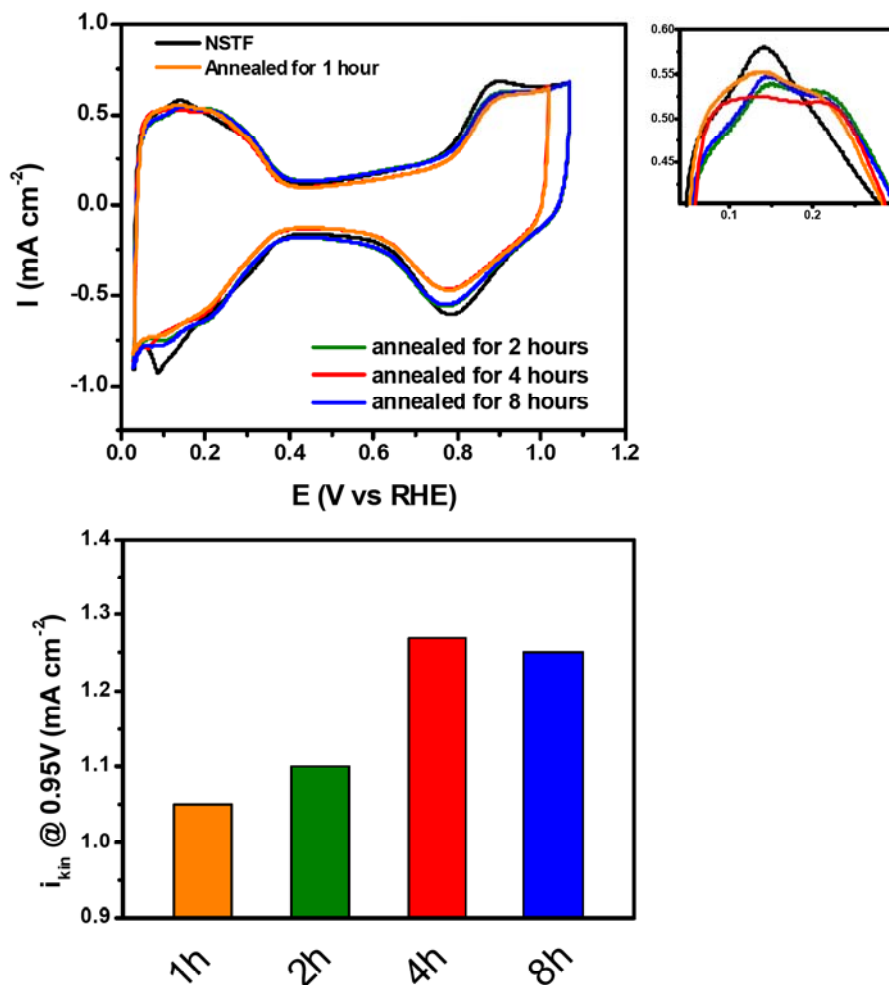 1.0
0.5
0.0
-0.5
-1.0
I (mA cm-2)
NSTF
Annealed for 1 hour
annealed for 2 hours
annealed for 4 hours
annealed for 8 hours
0.0 0.2 0.4 0.6 0.8 1.0 1.2
E (V vs RHE)
0.60
0.55
0.50
0.45
0.1 0.2
1.4
1.3
1.2
1.1
1.0
0.9
ikin @ 0.95V (mA cm-2)
1h 2h 4h 8h